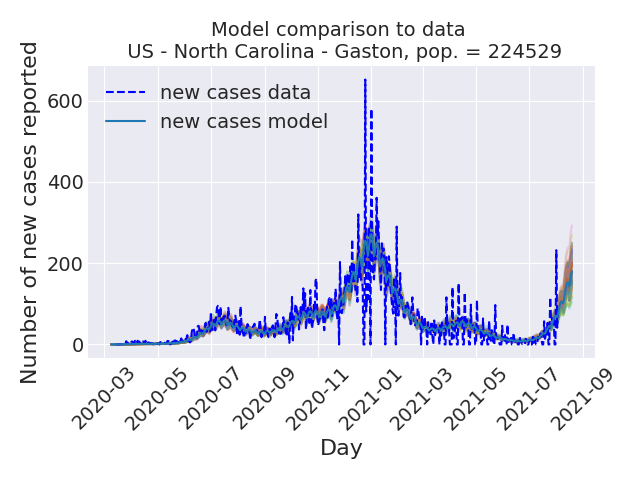 Model comparison to data
US - North Carolina - Gaston, pop. = 224529
Number of new cases reported
600
400
200
0
new cases data
new cases model
2020-03
2020-05
2020-07
2020-09
2020-11
2021-01
2021-03
2021-05
2021-07
2021-09
Day